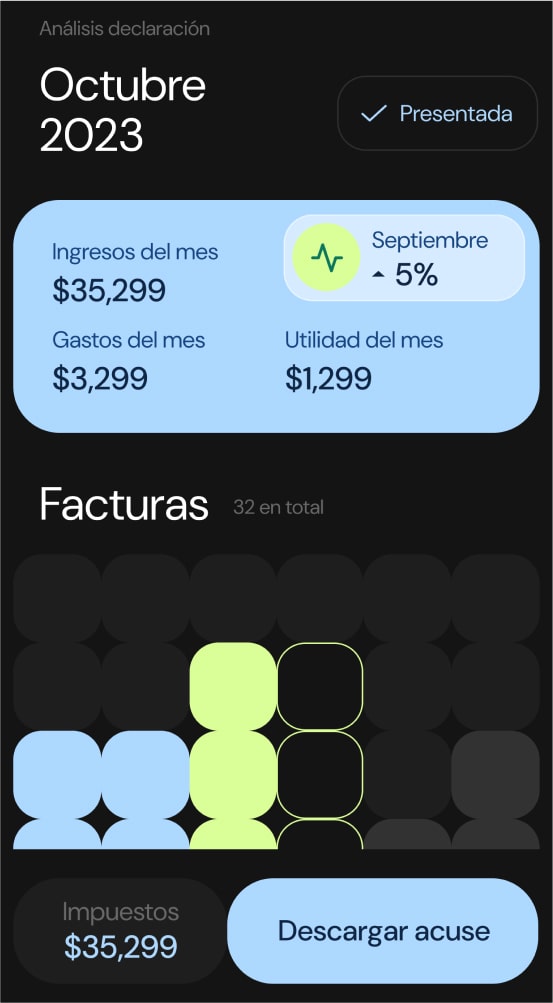 Análisis declaración
Octubre
2023
Presentada
Ingresos del mes
$35,299
Septiembre
5%
Gastos del mes
$3,299
Utilidad del mes
$1,299
Facturas
32 en total
Impuestos
$35,299
Descargar acuse